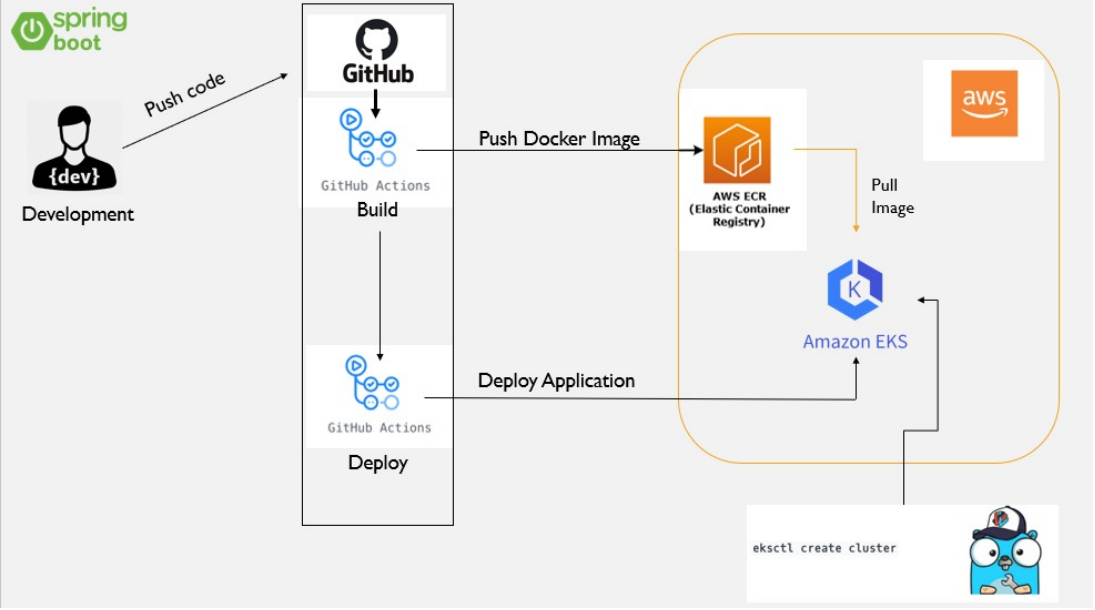 spring
boot
Push code
{dev}
Development
GitHub
GitHub Actions
Build
Push Docker Image
AWS ECR
(Elastic Container
Registry)
aws
Pull
Image
K
Amazon EKS
Deploy Application
GitHub Actions
Deploy
eksctl create cluster